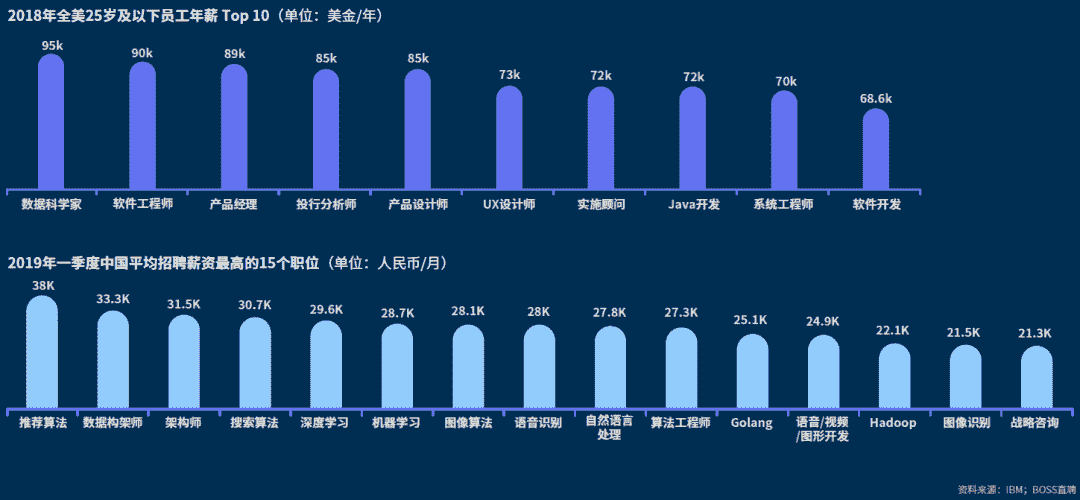 2018年全美25岁及以下员工年薪 Top 10（单位：美金/年）
95k 90k 89k 85k 85k 73k 72k 72k 70k 68.6k
数据科学家 软件工程师 产品经理 投行分析师 产品设计师 UX设计师 实施顾问 Java开发 系统工程师 软件开发
2019年一季度中国平均招聘薪资最高的15个职位（单位：人民币/月）
38K 33.3K 31.5K 30.7K 29.6K 28.7K 28.1K 28K 27.8K 27.3K 25.1K 24.9K 22.1K 21.5K 21.3K
推荐算法 数据构架师 架构师 搜索算法 深度学习 机器学习 图像算法 语音识别 自然语言 算法工程师 Golang 语音/视频 Hadoop 图像识别 战略咨询
处理 /图形开发
资料来源：IBM；BOSS直聘